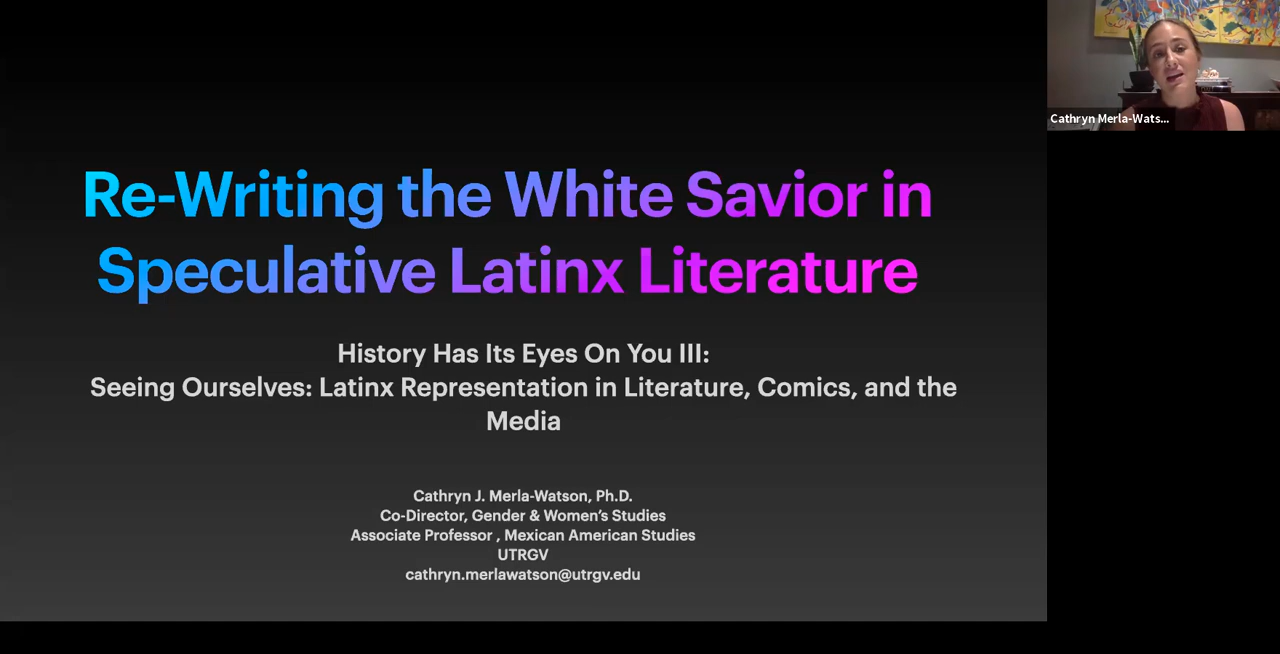 Re-Writing the White Savior in
Speculative Latinx Literature
History Has Its Eyes On You III:
Seeing Ourselves: Latinx Representation in Literature, Comics, and the
Media
Cathryn J. Merla-Watson, Ph.D.
Co-Director, Gender & Women’s Studies
Associate Professor , Mexican American Studies
UTRGV
cathryn.merlawatson@utrgv.edu
Cathryn Merla-Wats...